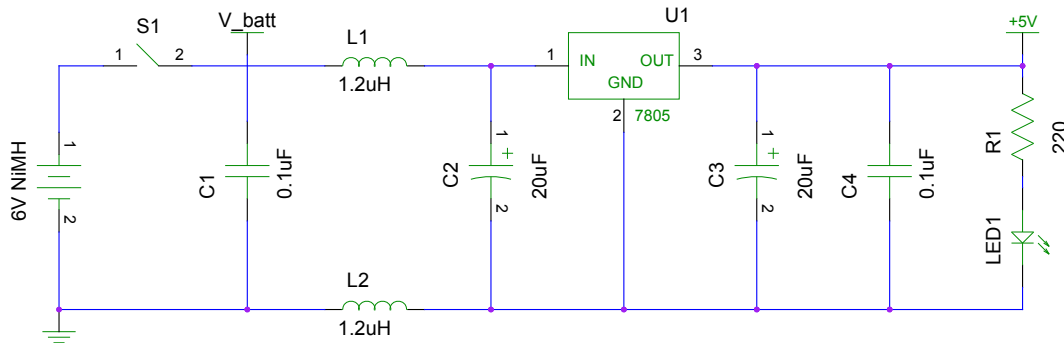 S1
1 2
V_batt
L1
1.2uH
U1
1 IN OUT 3
GND
2 7805
+5V
6V NiMH
1
2
C1
0.1uF
C2
1
+
2
20uF
C3
1
+
2
20uF
C4
0.1uF
R1
220
LED1
L2
1.2uH